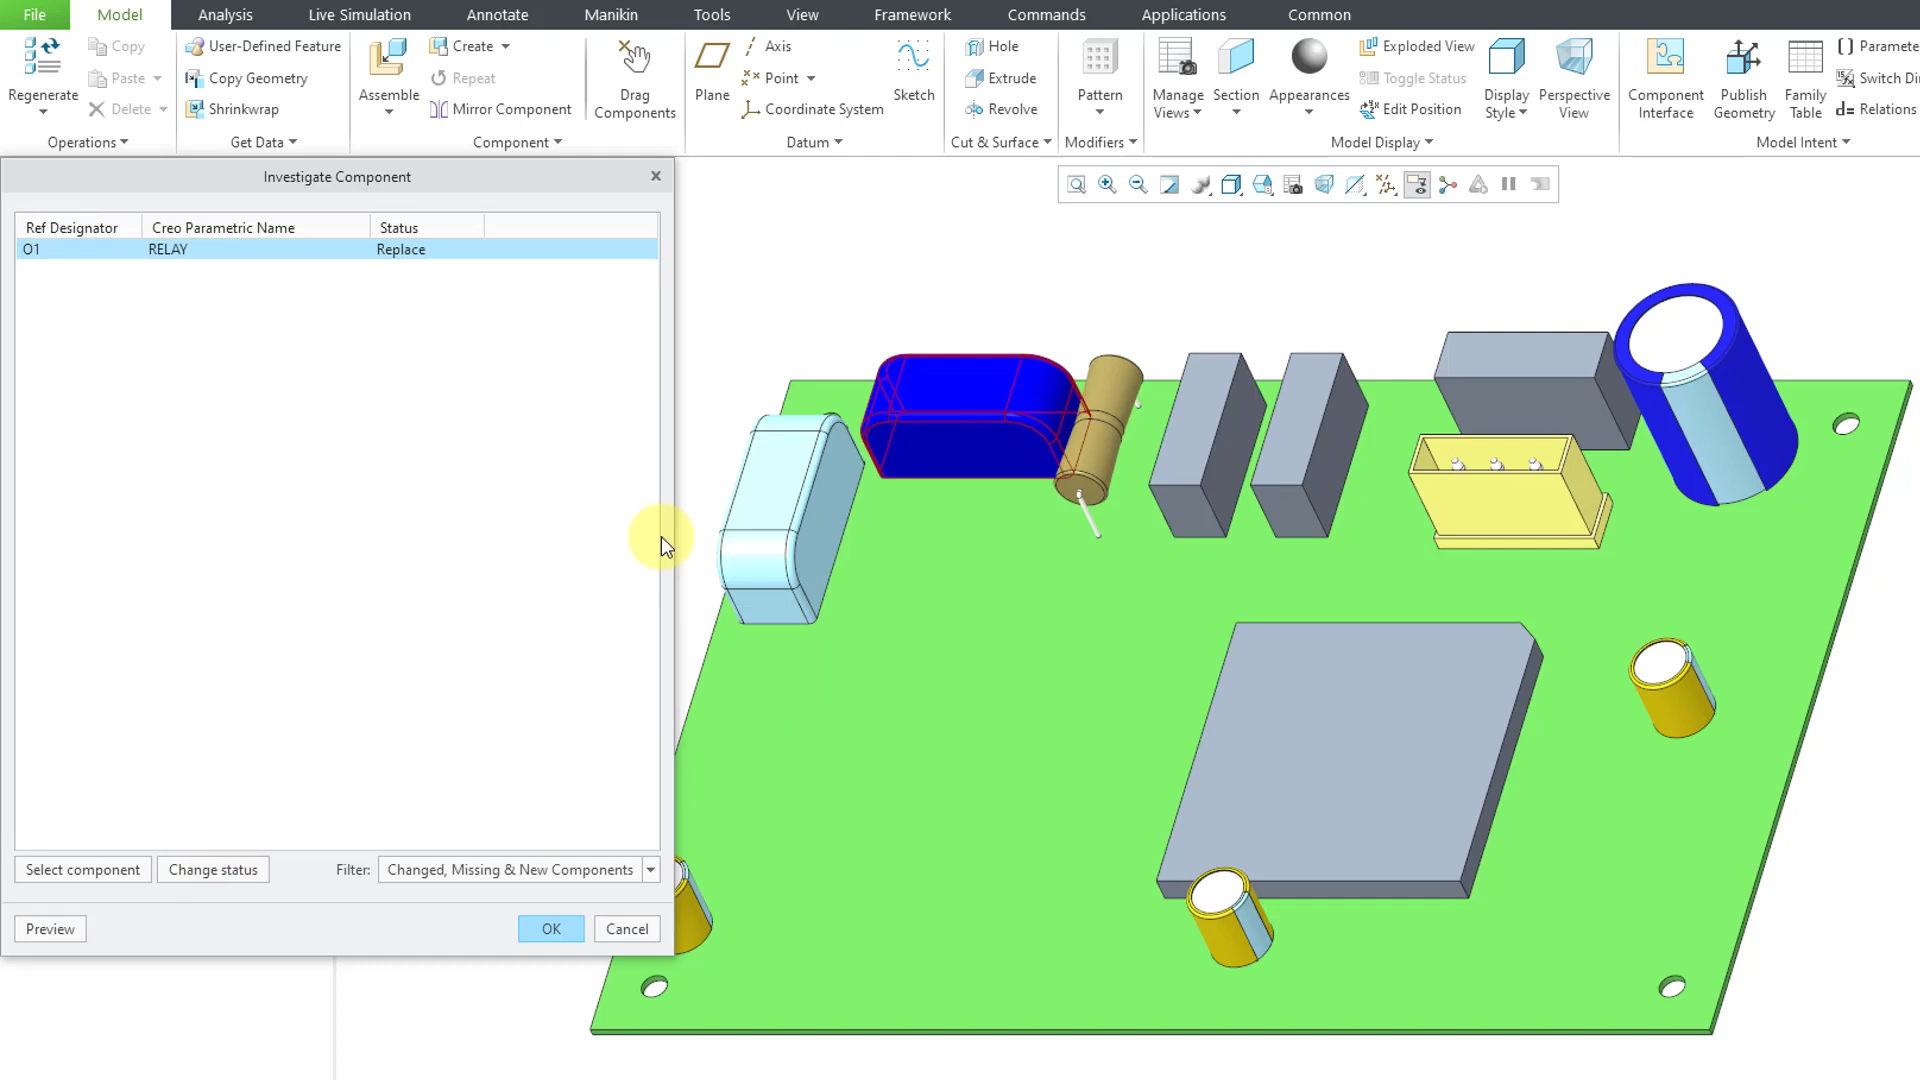 File Model Analysis Live Simulation Annotate Manikin Tools View Framework Commands Applications Common
Regenerate
Copy
Paste
Delete
Operations
User-Defined Feature
Copy Geometry
Shrinkwrap
Get Data
Assemble
Create
Repeat
Mirror Component
Drag
Components
Component
Plane
Axis
Point
Coordinate System
Sketch
Datum
Hole
Extrude
Revolve
Cut & Surface
Pattern
Modifiers
Manage
Views
Section
Appearances
Exploded View
Toggle Status
Edit Position
Display
Style
Perspective
View
Model Display
Component
Interface
Publish
Geometry
Family
Table
Paramete
Switch Di
Relations
Model Intent
Investigate Component
Ref Designator Creo Parametric Name Status
O1 RELAY Replace
Select component Change status Filter: Changed, Missing & New Components
Preview OK Cancel